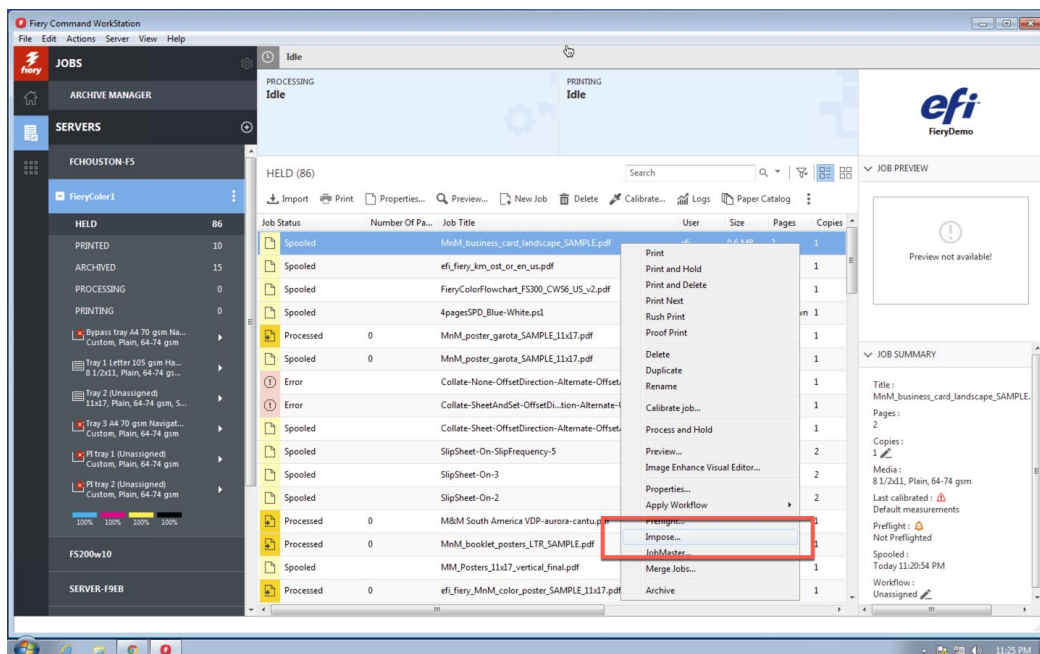 Fiery Command WorkStation
File Edit Actions Server View Help
fiery
JOBS
Idle
ARCHIVE MANAGER
PROCESSING
Idle
PRINTING
Idle
efi
FieryDemo
SERVERS
FCHOUSTON-F5
HELD (86)
Search
JOB PREVIEW
FieryColor1
Import Print Properties... Preview... New Job Delete Calibrate... Logs Paper Catalog
HELD 86
PRINTED 10
ARCHIVED 15
PROCESSING 0
PRINTING 0
Bypass tray A4 70 gsm Na...
Custom, Plain, 64-74 gsm
Tray 1 Letter 105 gsm Ha...
8 1/2x11, Plain, 64-74 gs...
Tray 2 (Unassigned)
11x17, Plain, 64-74 gsm, S...
Tray 3 A4 70 gsm Navigat...
Custom, Plain, 64-74 gsm
PI tray 1 (Unassigned)
Custom, Plain, 64-74 gsm
PI tray 2 (Unassigned)
Custom, Plain, 64-74 gsm
100% 100% 100% 100%
FS200w10
SERVER-F9EB
Job Status Number Of Pa... Job Title User Size Pages Copies
Spooled MnM_business_card_landscape_SAMPLE.pdf efi 0.6 MB 2 1
Spooled efi_fiery_km_ost_or_en_us.pdf 1
Spooled FieryColorFlowchart_FS300_CWS6_US_v2.pdf 1
Spooled 4pagesSPD_Blue-White.ps1 wn 1
Processed 0 MnM_poster_garota_SAMPLE_11x17.pdf 1
Spooled 0 MnM_poster_garota_SAMPLE_11x17.pdf 1
Error Collate-None-OffsetDirection-Alternate-Offset 1
Error Collate-SheetAndSet-OffsetDi...tion-Alternate- 1
Spooled Collate-Sheet-OffsetDirection-Alternate-Offset 1
Spooled SlipSheet-On-SlipFrequency-5 2
Spooled SlipSheet-On-3 2
Spooled SlipSheet-On-2 2
Processed 0 M&M South America VDP-aurora-cantu.p 1
Processed 0 MnM_booklet_posters_LTR_SAMPLE.pdf 1
Spooled MM_Posters_11x17_vertical_final.pdf 1
Processed 0 efi_fiery_MnM_color_poster_SAMPLE_11x17.pdf 1
Print
Print and Hold
Print and Delete
Print Next
Rush Print
Proof Print
Delete
Duplicate
Rename
Calibrate job...
Process and Hold
Preview...
Image Enhance Visual Editor...
Properties...
Apply Workflow
Preflight...
Impose...
JobMaster...
Merge Jobs...
Archive
Preview not available!
JOB SUMMARY
Title :
MnM_business_card_landscape_SAMPLE.
Pages :
2
Copies :
1
Media :
8 1/2x11, Plain, 64-74 gsm
Last calibrated :
Default measurements
Preflight :
Not Preflighted
Spooled :
Today 11:20:54 PM
Workflow :
Unassigned
11:25 PM